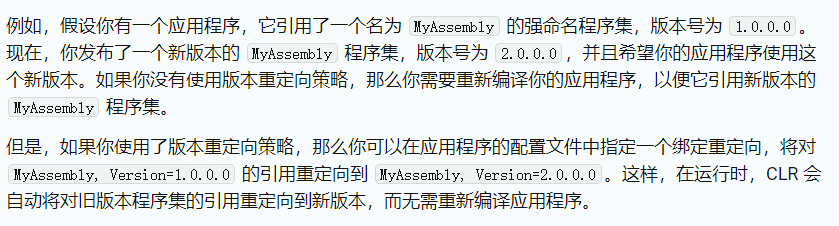 例如，假设你有一个应用程序，它引用了一个名为 MyAssembly 的强命名程序集，版本号为 1.0.0.0。
现在，你发布了一个新版本的 MyAssembly 程序集，版本号为 2.0.0.0，并且希望你的应用程序使用这
个新版本。如果你没有使用版本重定向策略，那么你需要重新编译你的应用程序，以便它引用新版本的
MyAssembly 程序集。
但是，如果你使用了版本重定向策略，那么你可以在应用程序的配置文件中指定一个绑定重定向，将对
MyAssembly, Version=1.0.0.0 的引用重定向到 MyAssembly, Version=2.0.0.0。这样，在运行时，CLR 会
自动将对旧版本程序集的引用重定向到新版本，而无需重新编译应用程序。